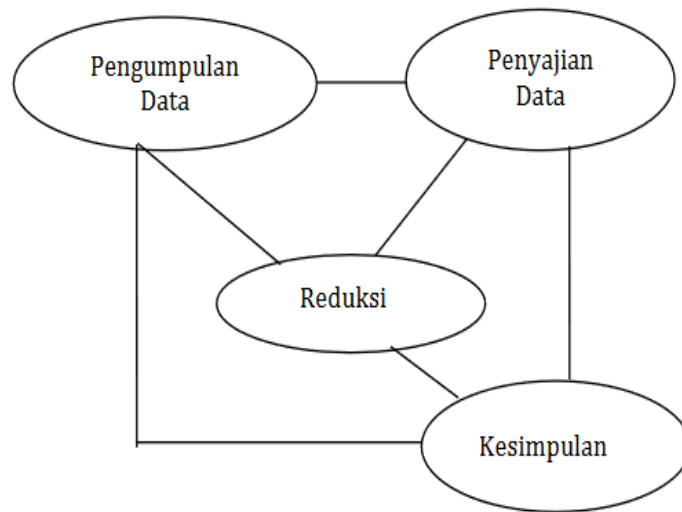 Pengumpulan
Data
Penyajian
Data
Reduksi
Kesimpulan